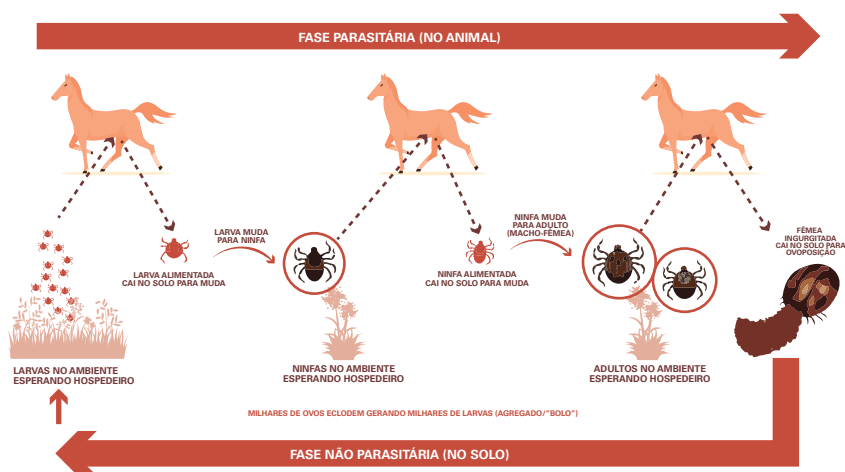 FASE PARASITÁRIA (NO ANIMAL)
LARVA MUDA
PARA NINFA
NINFA MUDA
PARA ADULTO
(MACHO-FÊMEA)
FÊMEA
INGURGITADA
CAI NO SOLO PARA
OVOPOSIÇÃO
LARVA ALIMENTADA
CAI NO SOLO PARA MUDA
NINFA ALIMENTADA
CAI NO SOLO PARA MUDA
LARVAS NO AMBIENTE
ESPERANDO HOSPEDEIRO
NINFAS NO AMBIENTE
ESPERANDO HOSPEDEIRO
ADULTOS NO AMBIENTE
ESPERANDO HOSPEDEIRO
MILHARES DE OVOS ECLODEM GERANDO MILHARES DE LARVAS (AGREGADO/"BOLO")
FASE NÃO PARASITÁRIA (NO SOLO)